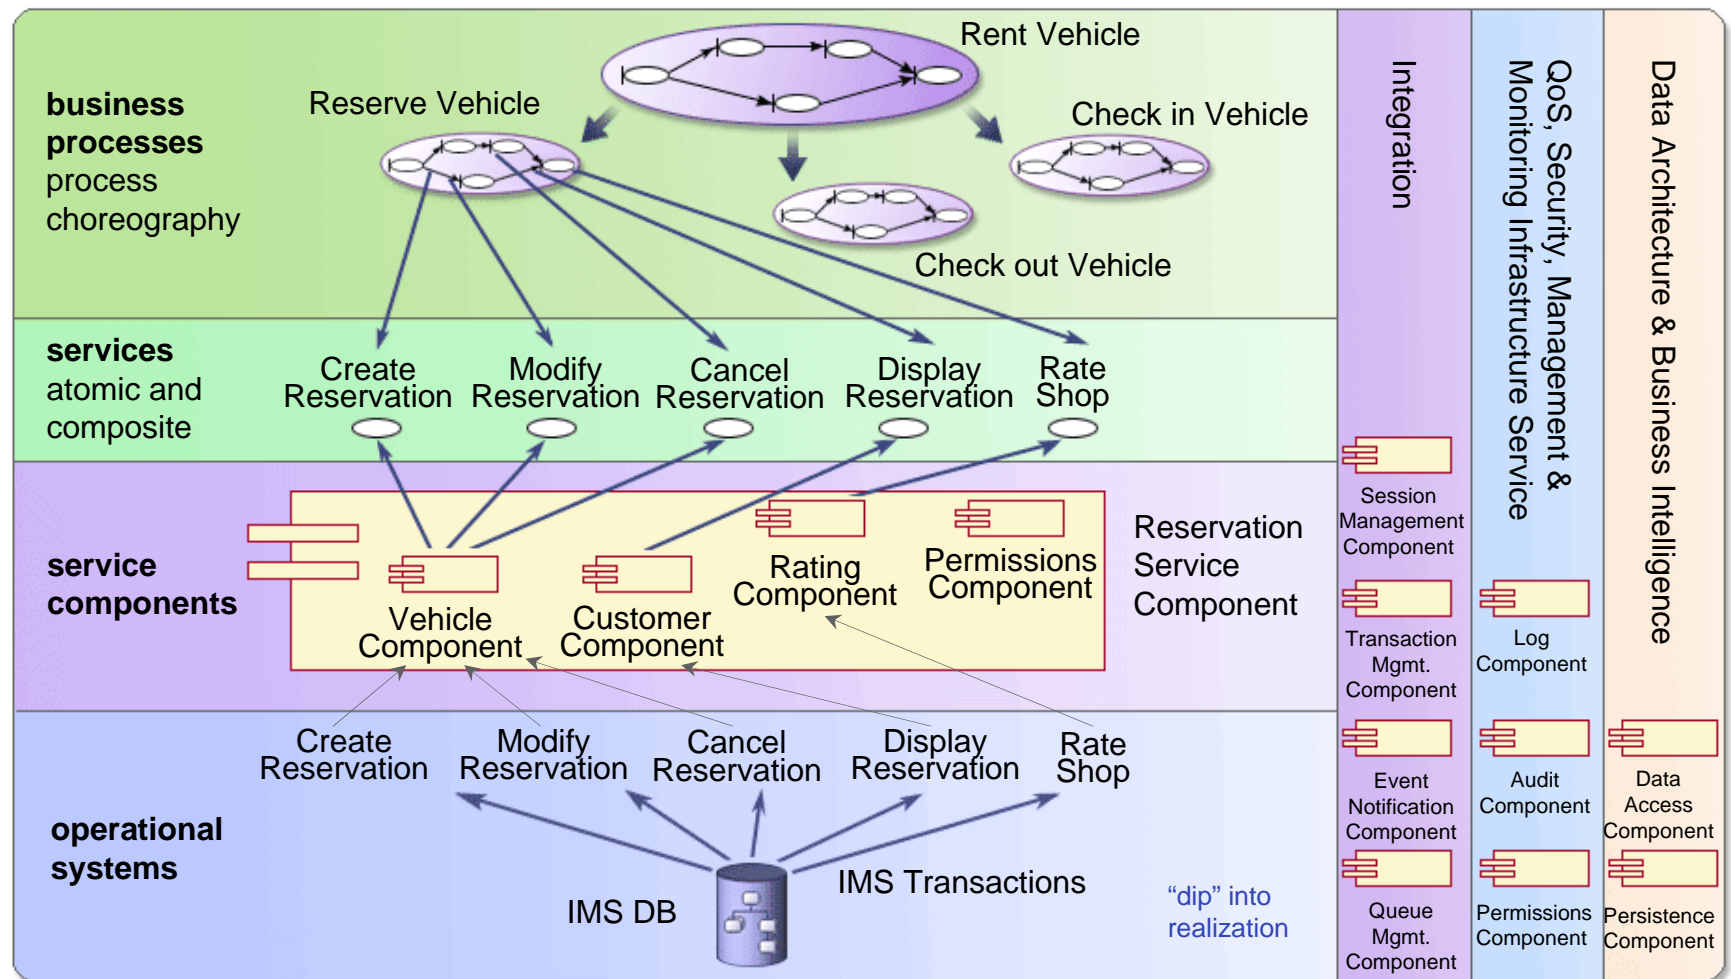 Rent Vehicle
Reserve Vehicle
Check in Vehicle
Check out Vehicle
business
processes
process
choreography
services
atomic and
composite
Create
Reservation
Modify
Reservation
Cancel
Reservation
Display
Reservation
Rate
Shop
service
components
Vehicle
Component
Customer
Component
Rating
Component
Permissions
Component
Reservation
Service
Component
operational
systems
Create
Reservation
Modify
Reservation
Cancel
Reservation
Display
Reservation
Rate
Shop
IMS DB
IMS Transactions
“dip” into
realization
Integration
Session
Management
Component
Transaction
Mgmt.
Component
Event
Notification
Component
Queue
Mgmt.
Component
QoS, Security, Management &
Monitoring Infrastructure Service
Log
Component
Audit
Component
Permissions
Component
Data Architecture & Business Intelligence
Data
Access
Component
Persistence
Component